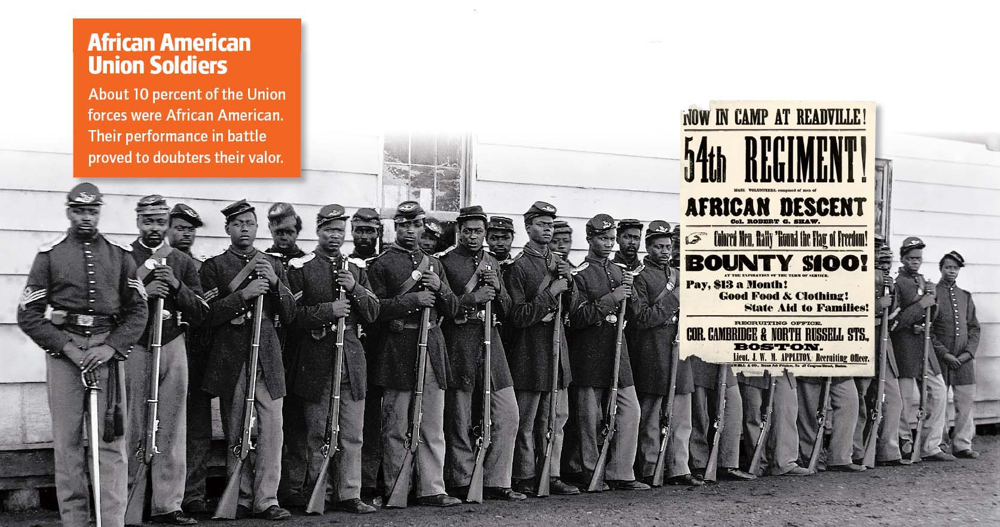 African American
Union Soldiers
About 10 percent of the Union
forces were African American.
Their performance in battle
proved to doubters their valor.
NOW IN CAMP AT READVILLE!
54th REGIMENT!
MASS. VOLUNTEERS, composed of men of
AFRICAN DESCENT
Col. ROBERT G. SHAW.
Colored Men, Rally 'Round the Flag of Freedom!
BOUNTY $100!
AT THE EXPIRATION OF THE TERM OF SERVICE.
Pay, $13 a Month!
Good Food & Clothing!
State Aid to Families!
RECRUITING OFFICE,
COR. CAMBRIDGE & NORTH RUSSELL STS.,
BOSTON.
Lieut. J. W. M. APPLETON, Recruiting Officer.
& CO., Steam Job Printers, No. 37 Congress Street, Boston.